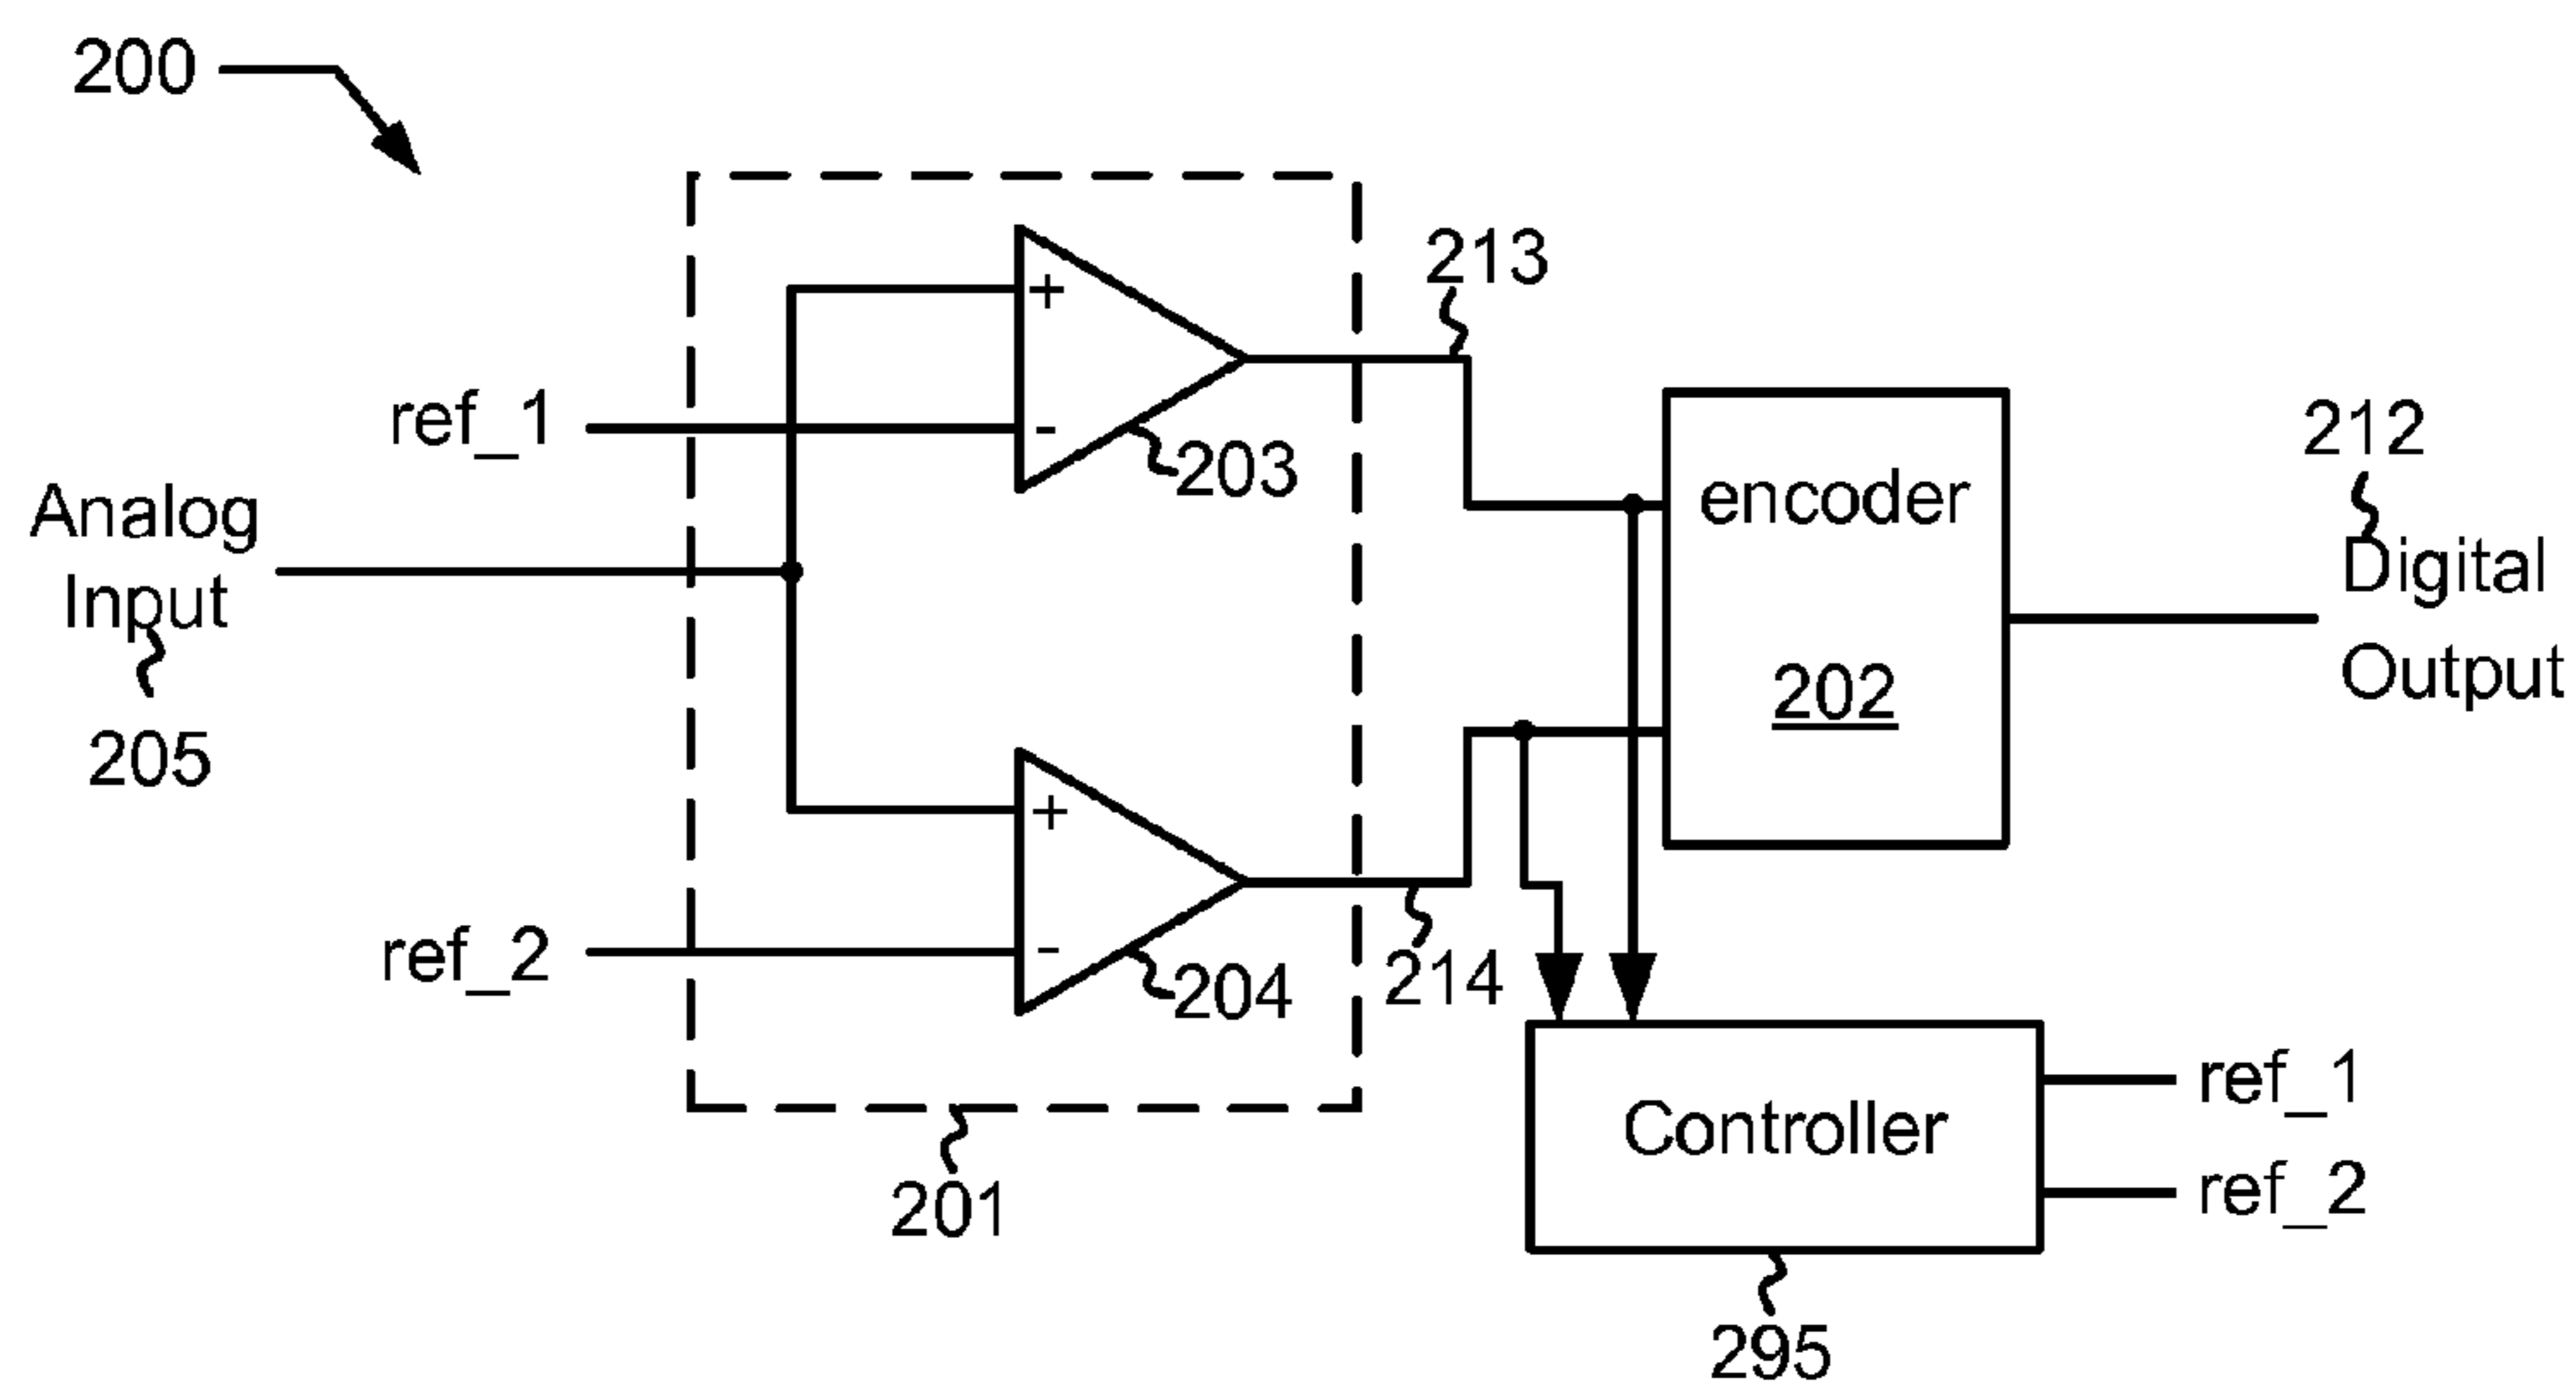 200
213
+
ref_1
-
203
Analog
Input
205
encoder
202
212
Digital
Output
+
ref_2
-
204
214
201
Controller
ref_1
ref_2
295